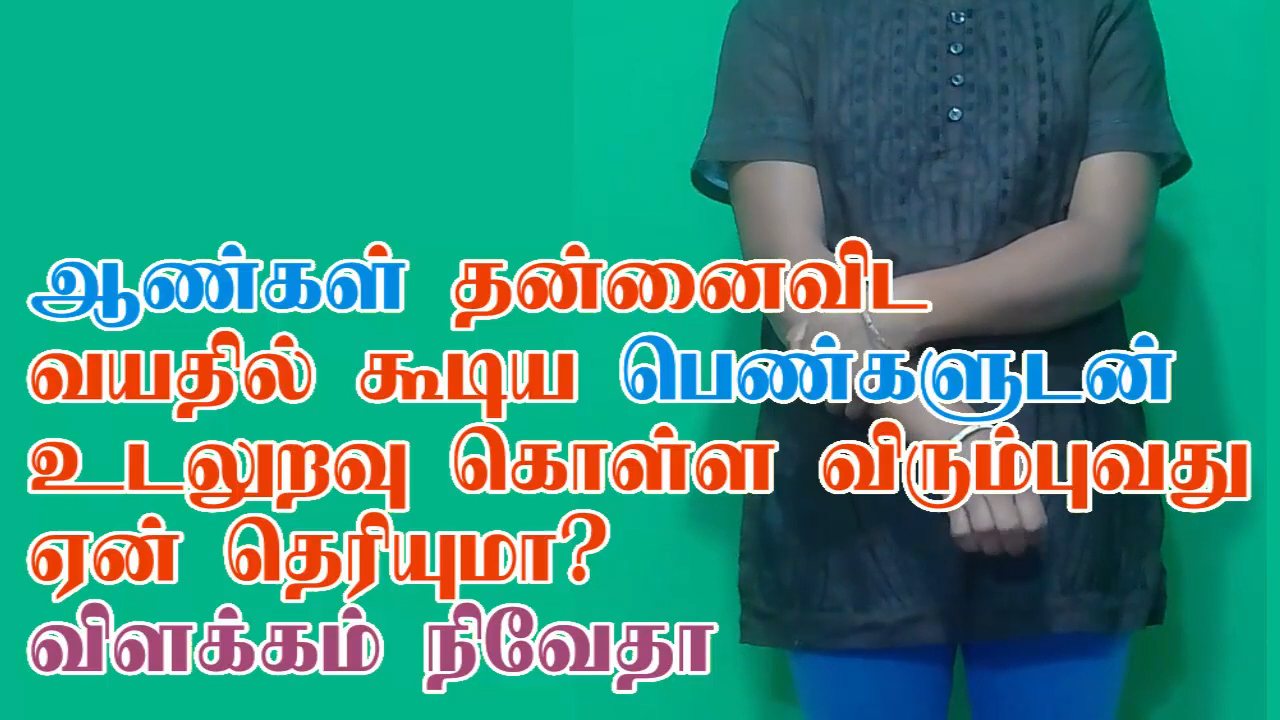 ஆண்கள் தன்னைவிட
வயதில் கூடிய பெண்களுடன்
உடலுறவு கொள்ள விரும்புவது
ஏன் தெரியுமா?
விளக்கம் நிவேதா